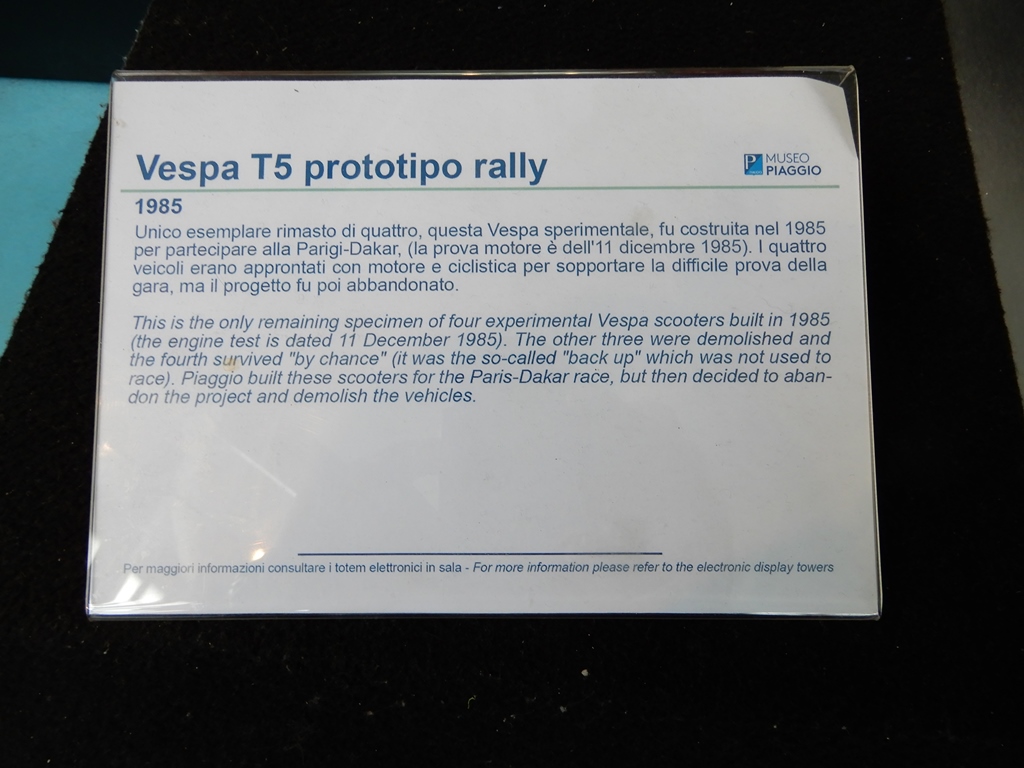 Vespa T5 prototipo rally
MUSEO
PIAGGIO
1985
Unico esemplare rimasto di quattro, questa Vespa sperimentale, fu costruita nel 1985
per partecipare alla Parigi-Dakar, (la prova motore è dell'11 dicembre 1985). I quattro
veicoli erano approntati con motore e ciclistica per sopportare la difficile prova della
gara, ma il progetto fu poi abbandonato.
This is the only remaining specimen of four experimental Vespa scooters built in 1985
(the engine test is dated 11 December 1985). The other three were demolished and
the fourth survived "by chance" (it was the so-called "back up" which was not used to
race). Piaggio built these scooters for the Paris-Dakar race, but then decided to aban-
don the project and demolish the vehicles.
Per maggiori informazioni consultare i totem elettronici in sala - For more information please refer to the electronic display towers